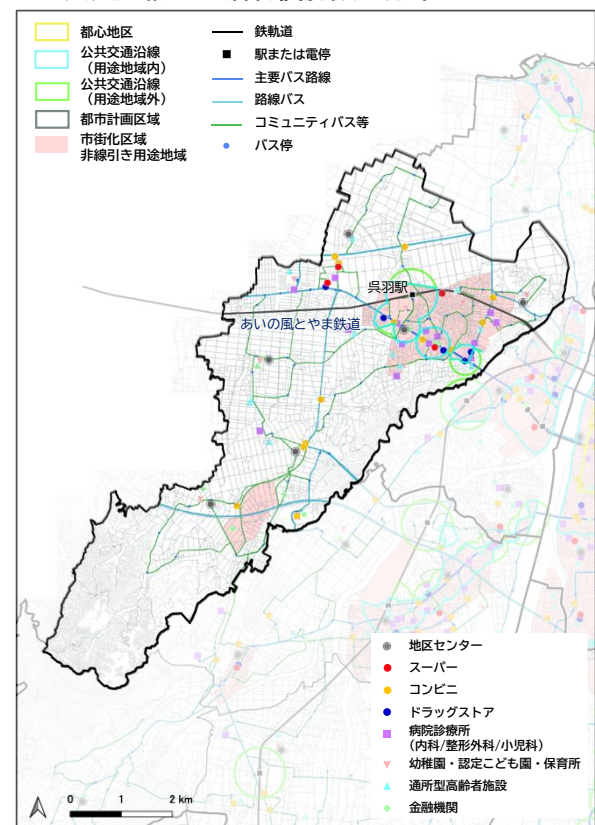 都心地区
公共交通沿線
（用途地域内）
公共交通沿線
（用途地域外）
都市計画区域
市街化区域
非線引き用途地域
鉄軌道
駅または電停
主要バス路線
路線バス
コミュニティバス等
バス停
呉羽駅
あいの風とやま鉄道
地区センター
スーパー
コンビニ
ドラッグストア
病院診療所
（内科/整形外科/小児科）
幼稚園・認定こども園・保育所
通所型高齢者施設
金融機関
0 1 2 km